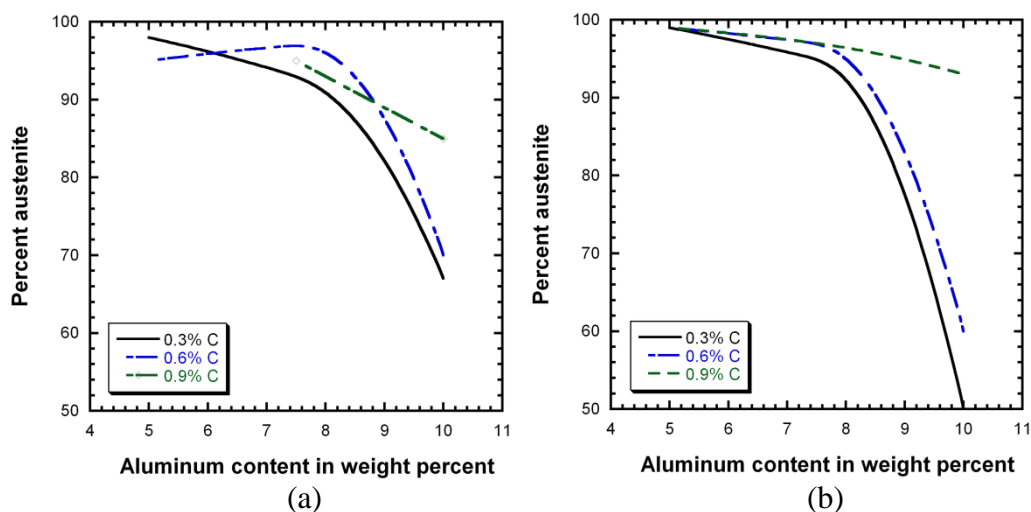 100
90
80
70
60
50
Percent austenite
0.3% C
0.6% C
0.9% C
4 5 6 7 8 9 10 11
Aluminum content in weight percent
(a)
100
90
80
70
60
50
Percent austenite
0.3% C
0.6% C
0.9% C
4 5 6 7 8 9 10 11
Aluminum content in weight percent
(b)